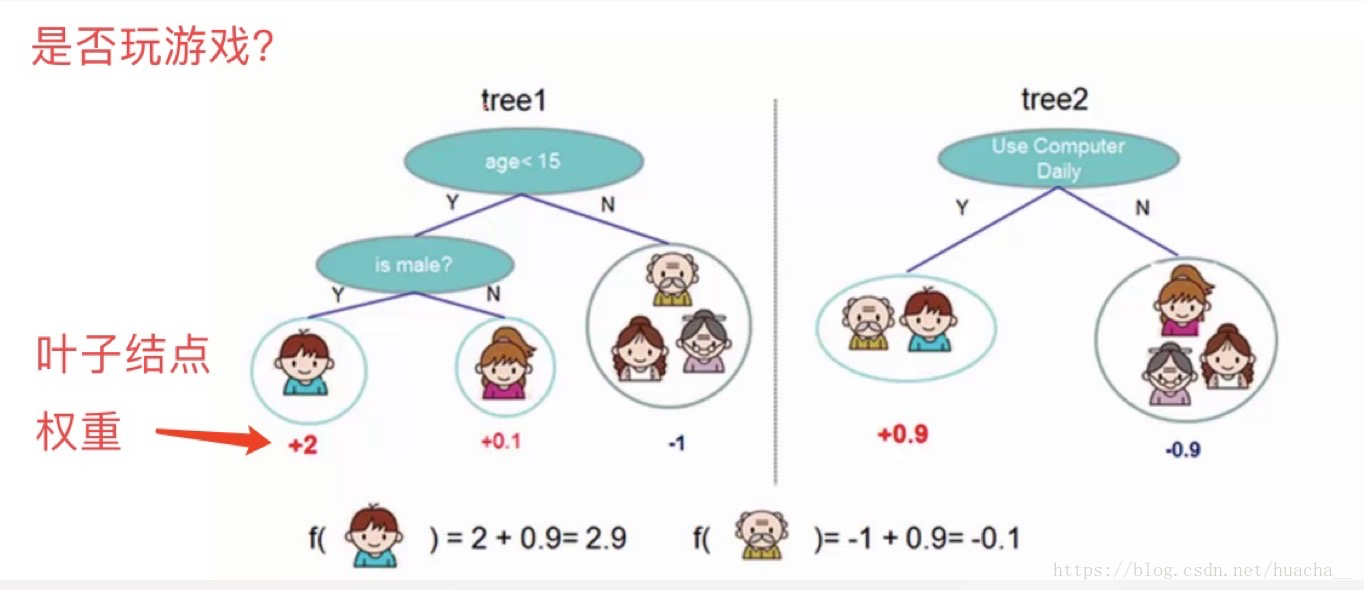 是否玩游戏?
tree1
tree2
age< 15
Use Computer
Daily
Y
N
Y
N
is male?
Y
N
叶子结点
权重
+2
+0.1
-1
+0.9
-0.9
f( ) = 2 + 0.9= 2.9
f( )= -1 + 0.9= -0.1
https://blog.csdn.net/huacha__